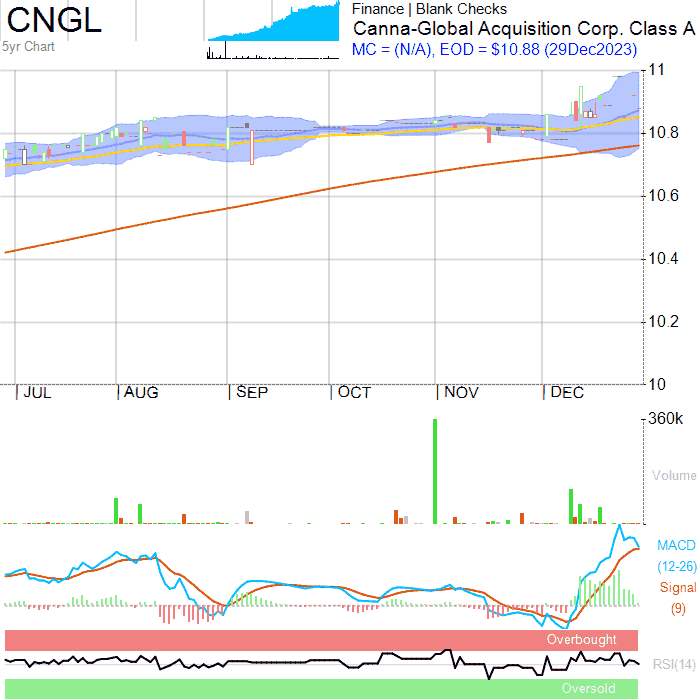 CNGL
5yr Chart
Finance | Blank Checks
Canna-Global Acquisition Corp. Class A
MC = (N/A), EOD = $10.88 (29Dec2023)
11
10.8
10.6
10.4
10.2
10
JUL AUG SEP OCT NOV DEC
360k
Volume
MACD
(12-26)
Signal
(9)
Overbought
RSI(14)
Oversold